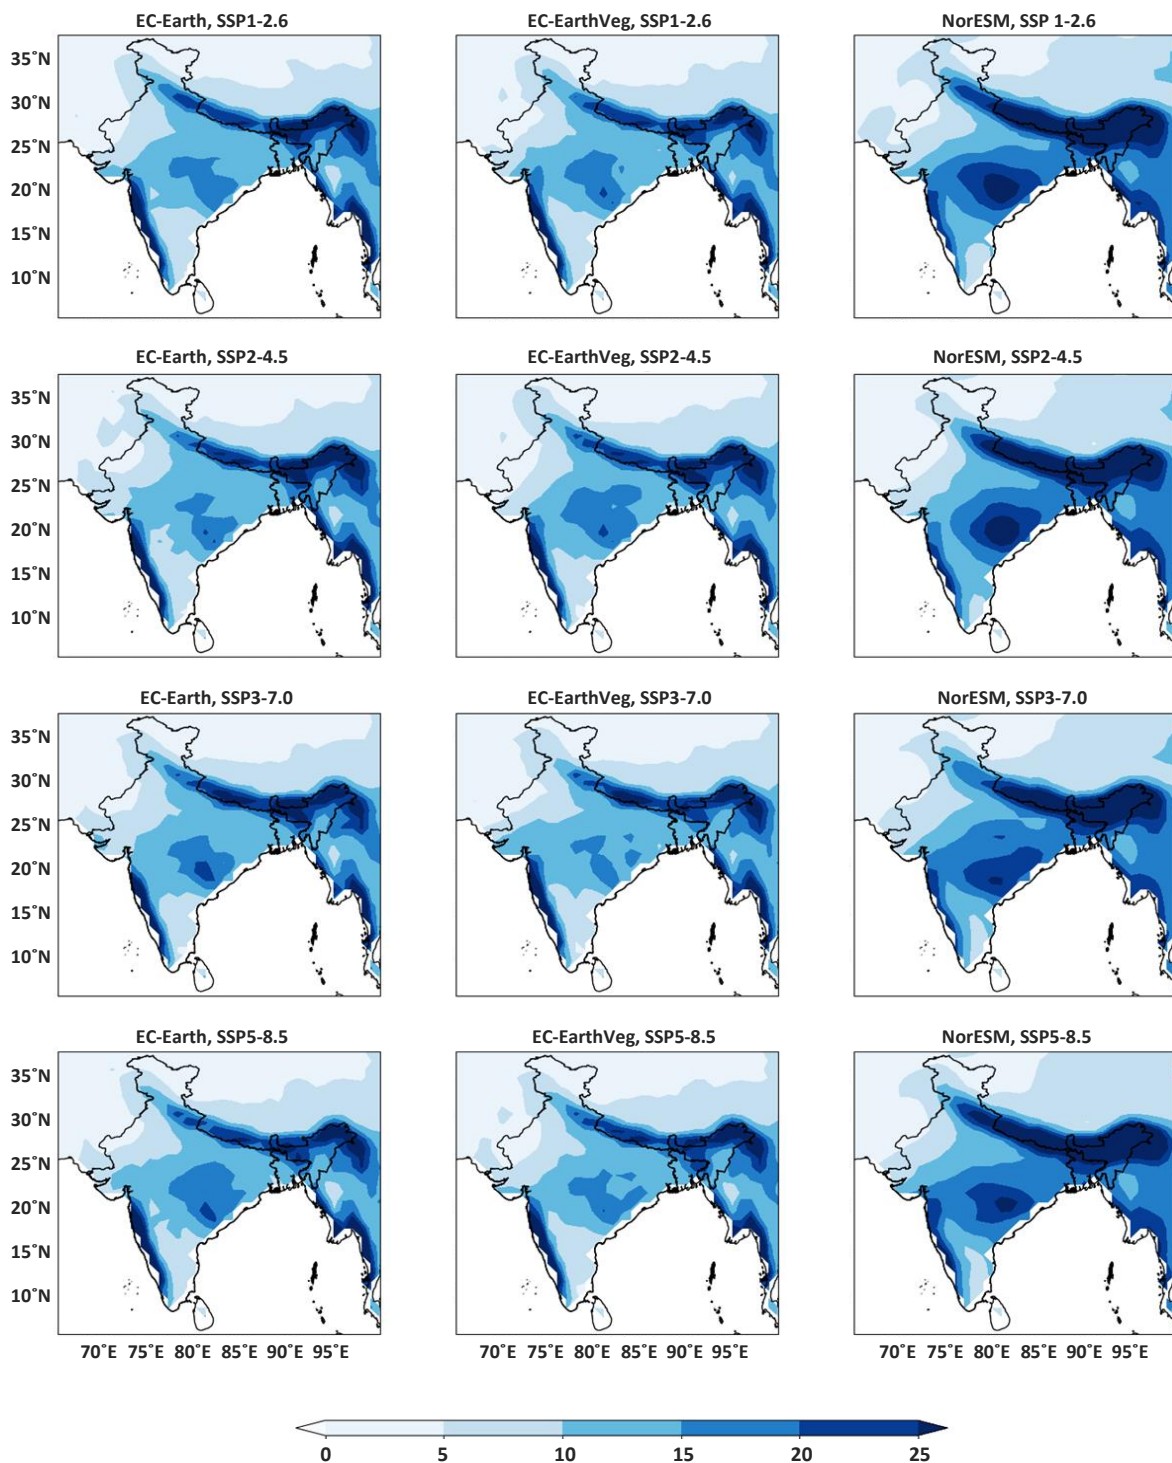 EC-Earth, SSP1-2.6 EC-EarthVeg, SSP1-2.6 NorESM, SSP 1-2.6
35˚N
30˚N
25˚N
20˚N
15˚N
10˚N
EC-Earth, SSP2-4.5 EC-EarthVeg, SSP2-4.5 NorESM, SSP2-4.5
35˚N
30˚N
25˚N
20˚N
15˚N
10˚N
EC-Earth, SSP3-7.0 EC-EarthVeg, SSP3-7.0 NorESM, SSP3-7.0
35˚N
30˚N
25˚N
20˚N
15˚N
10˚N
EC-Earth, SSP5-8.5 EC-EarthVeg, SSP5-8.5 NorESM, SSP5-8.5
35˚N
30˚N
25˚N
20˚N
15˚N
10˚N
70˚E 75˚E 80˚E 85˚E 90˚E 95˚E 70˚E 75˚E 80˚E 85˚E 90˚E 95˚E 70˚E 75˚E 80˚E 85˚E 90˚E 95˚E
0 5 10 15 20 25